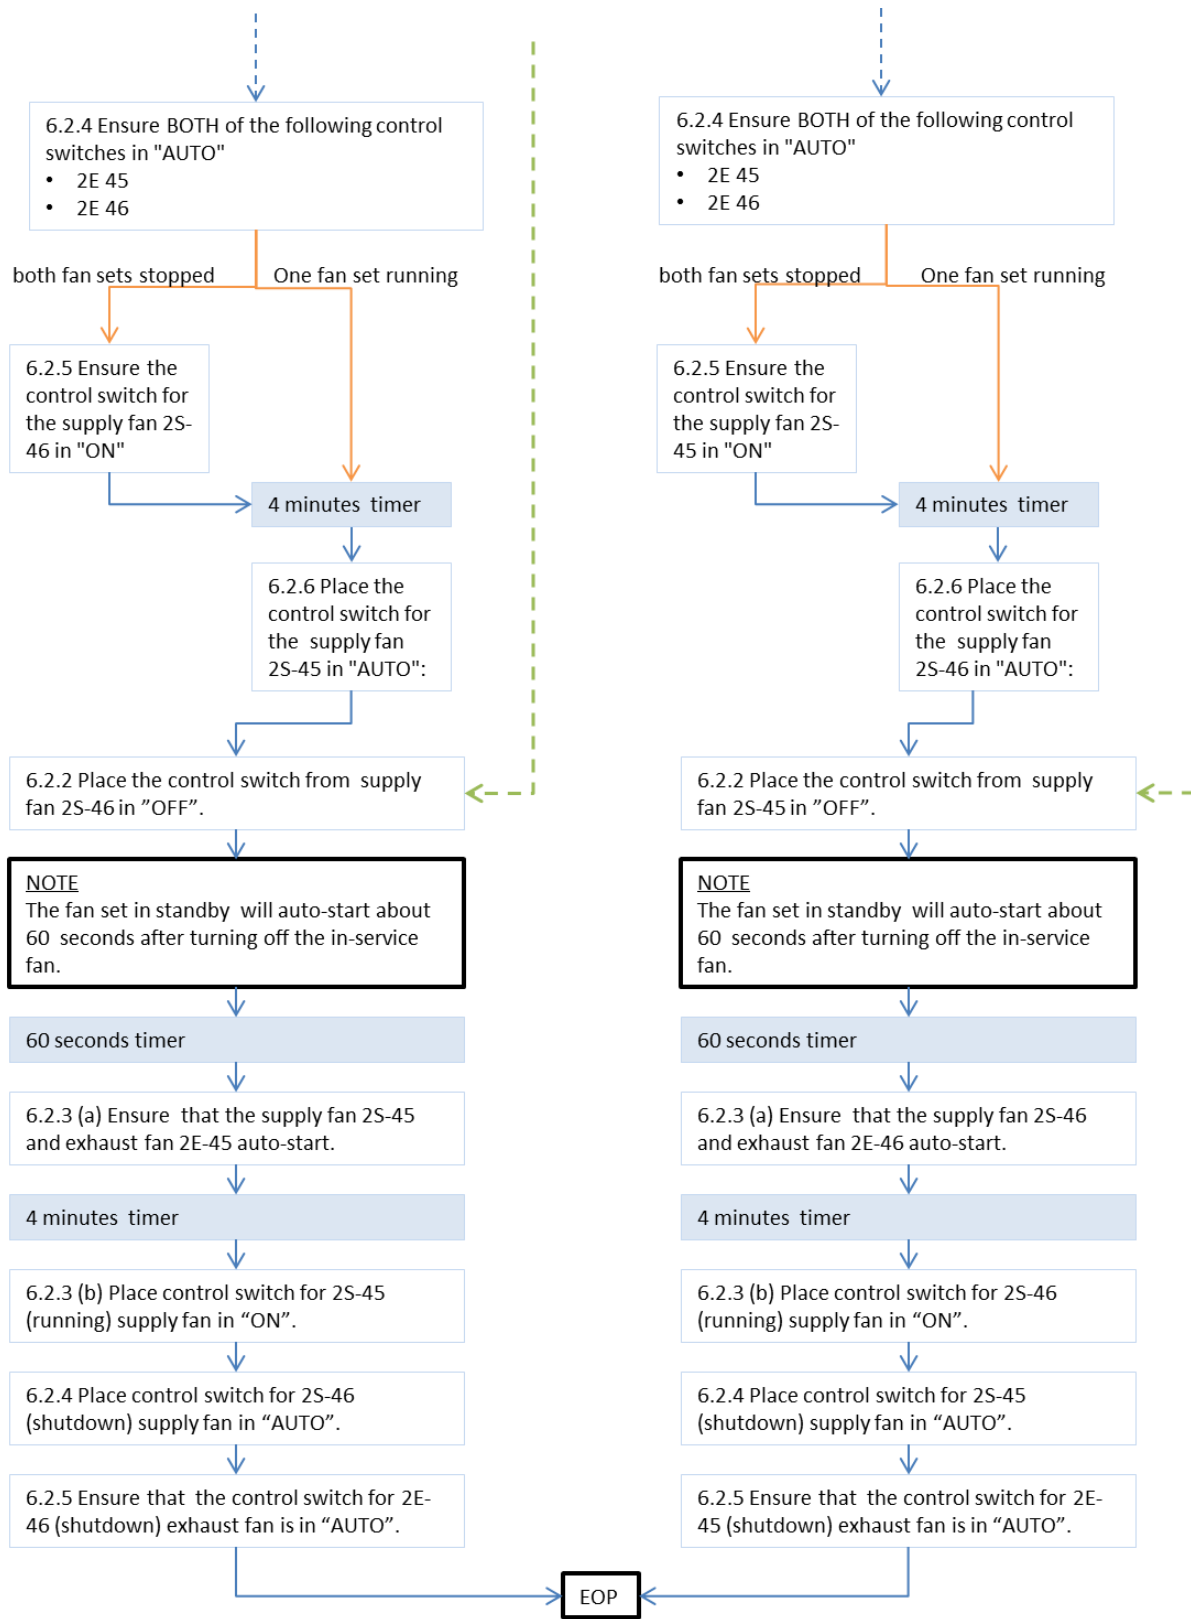 6.2.4 Ensure BOTH of the following control
switches in "AUTO"
• 2E 45
• 2E 46
both fan sets stopped
One fan set running
6.2.5 Ensure the
control switch for
the supply fan 2S-
46 in "ON"
4 minutes timer
6.2.6 Place the
control switch for
the supply fan
2S-45 in "AUTO":
6.2.2 Place the control switch from supply
fan 2S-46 in ”OFF”.
NOTE
The fan set in standby will auto-start about
60 seconds after turning off the in-service
fan.
60 seconds timer
6.2.3 (a) Ensure that the supply fan 2S-45
and exhaust fan 2E-45 auto-start.
4 minutes timer
6.2.3 (b) Place control switch for 2S-45
(running) supply fan in “ON”.
6.2.4 Place control switch for 2S-46
(shutdown) supply fan in “AUTO”.
6.2.5 Ensure that the control switch for 2E-
46 (shutdown) exhaust fan is in “AUTO”.
6.2.4 Ensure BOTH of the following control
switches in "AUTO"
• 2E 45
• 2E 46
both fan sets stopped
One fan set running
6.2.5 Ensure the
control switch for
the supply fan 2S-
45 in "ON"
4 minutes timer
6.2.6 Place the
control switch for
the supply fan
2S-46 in "AUTO":
6.2.2 Place the control switch from supply
fan 2S-45 in ”OFF”.
NOTE
The fan set in standby will auto-start about
60 seconds after turning off the in-service
fan.
60 seconds timer
6.2.3 (a) Ensure that the supply fan 2S-46
and exhaust fan 2E-46 auto-start.
4 minutes timer
6.2.3 (b) Place control switch for 2S-46
(running) supply fan in “ON”.
6.2.4 Place control switch for 2S-45
(shutdown) supply fan in “AUTO”.
6.2.5 Ensure that the control switch for 2E-
45 (shutdown) exhaust fan is in “AUTO”.
EOP